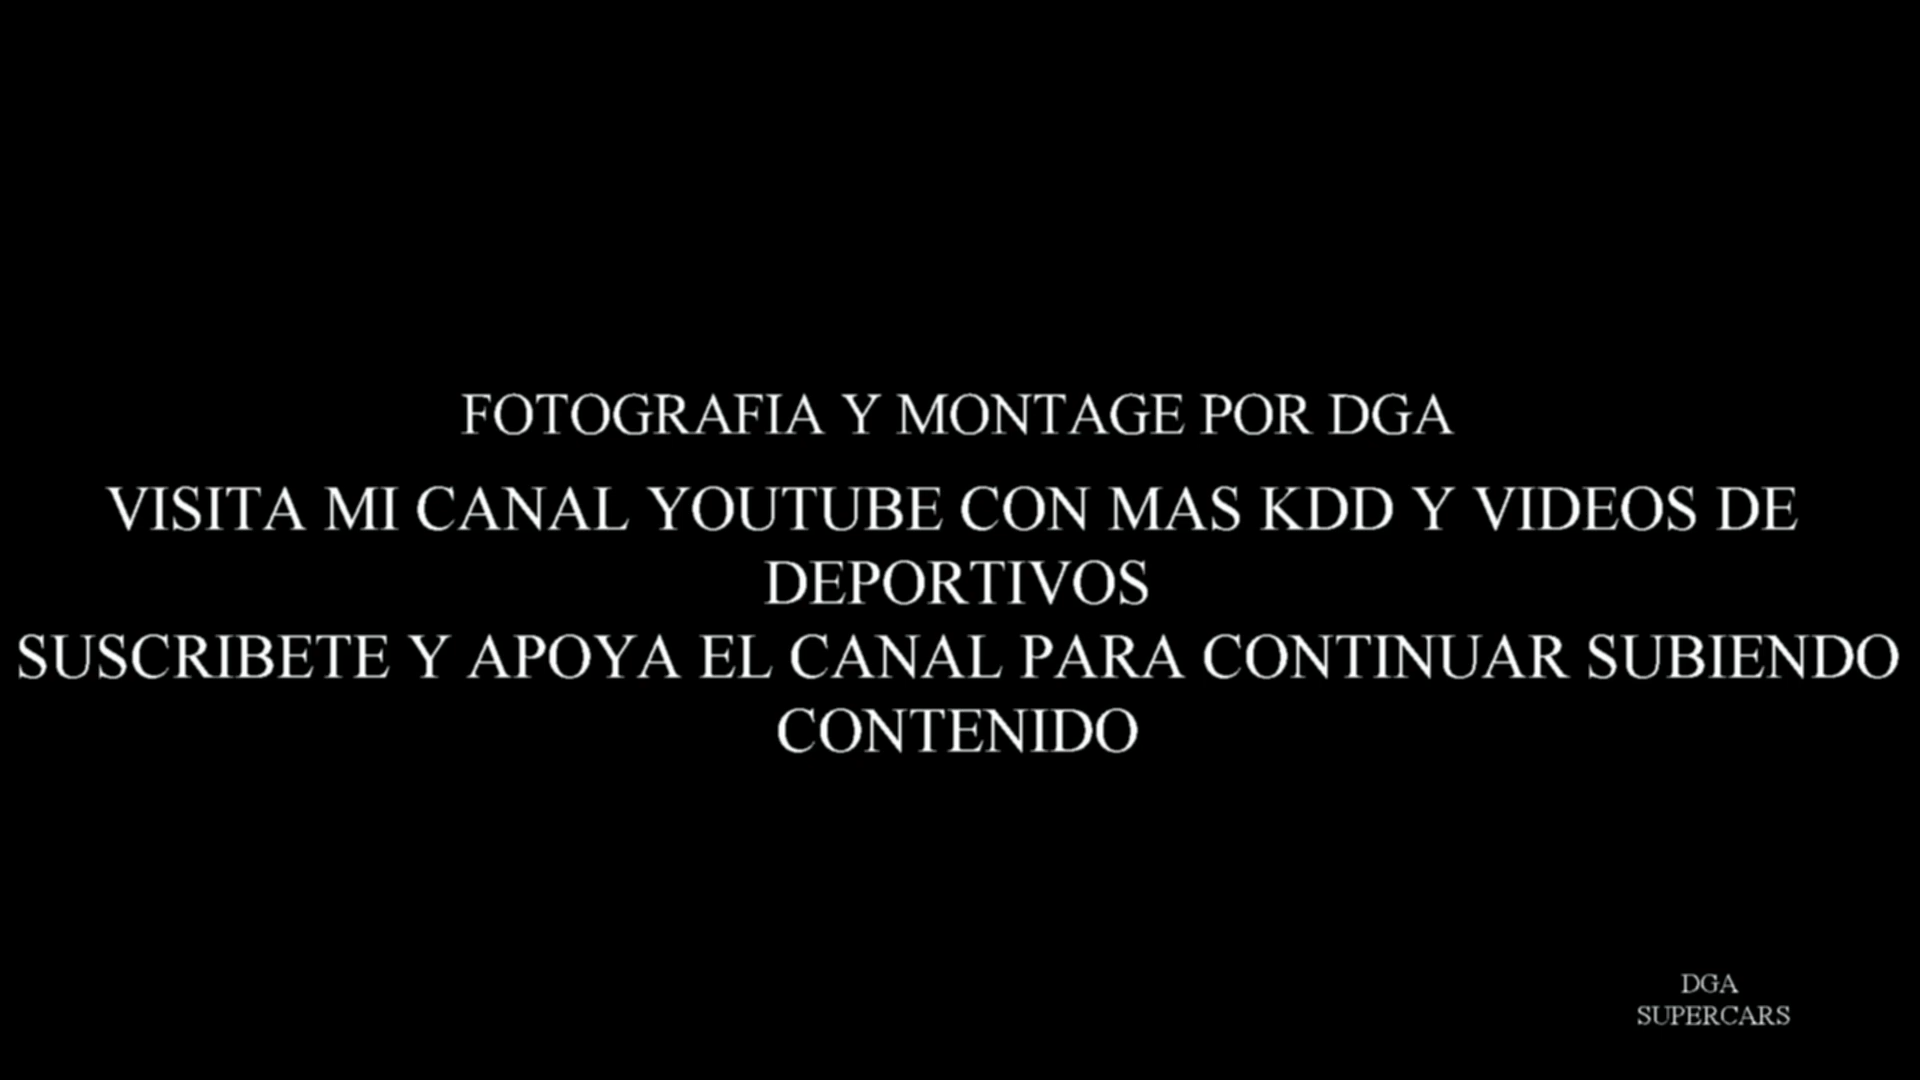 FOTOGRAFIA Y MONTAGE POR DGA
VISITA MI CANAL YOUTUBE CON MAS KDD Y VIDEOS DE
DEPORTIVOS
SUSCRIBETE Y APOYA EL CANAL PARA CONTINUAR SUBIENDO
CONTENIDO
DGA
SUPERCARS